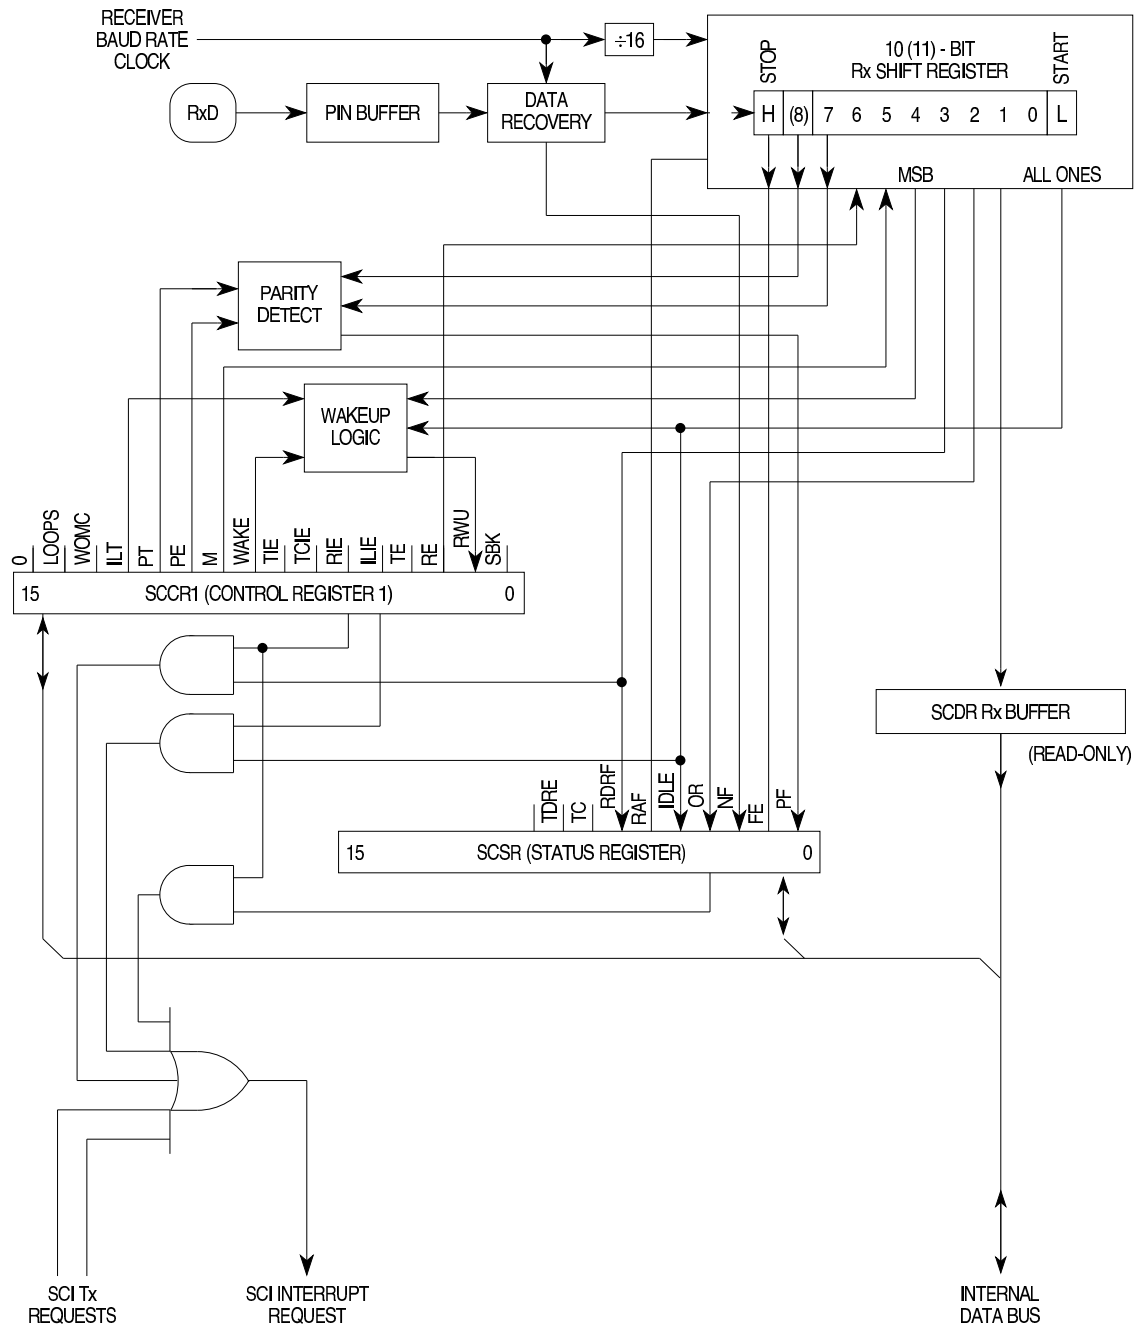 RECEIVER
BAUD RATE
CLOCK
÷16
10 (11) - BIT
Rx SHIFT REGISTER
STOP
START
H (8) 7 6 5 4 3 2 1 0 L
MSB
ALL ONES
RxD
PIN BUFFER
DATA
RECOVERY
PARITY
DETECT
WAKEUP
LOGIC
0
LOOPS
WOMC
ILT
PT
PE
M
WAKE
TIE
TCIE
RIE
ILIE
TE
RE
RWU
SBK
15 SCCR1 (CONTROL REGISTER 1) 0
SCDR Rx BUFFER
(READ-ONLY)
TDRE
TC
RDRF
RAF
IDLE
OR
NF
FE
PF
15 SCSR (STATUS REGISTER) 0
SCI Tx
REQUESTS
SCI INTERRUPT
REQUEST
INTERNAL
DATA BUS